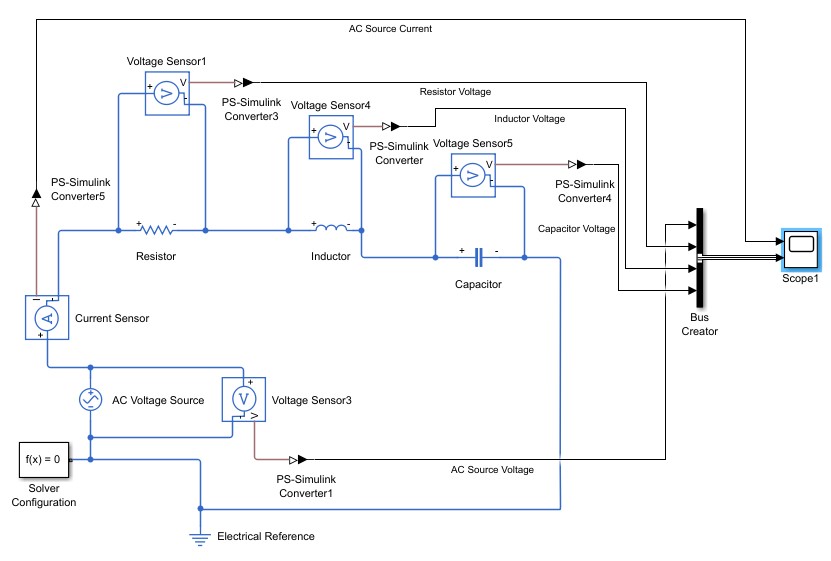 AC Source Current
Voltage Sensor1
+
V
-
PS-Simulink
Converter3
Resistor Voltage
Voltage Sensor4
+
V
-
PS-Simulink
Converter
Inductor Voltage
Voltage Sensor5
+
V
-
PS-Simulink
Converter4
PS-Simulink
Converter5
+ -
Resistor
+ -
Inductor
Capacitor Voltage
+ -
Capacitor
Scope1
Bus
Creator
I
-
A
+
Current Sensor
AC Voltage Source
+
V
-
V
Voltage Sensor3
f(x) = 0
Solver
Configuration
PS-Simulink
Converter1
AC Source Voltage
Electrical Reference